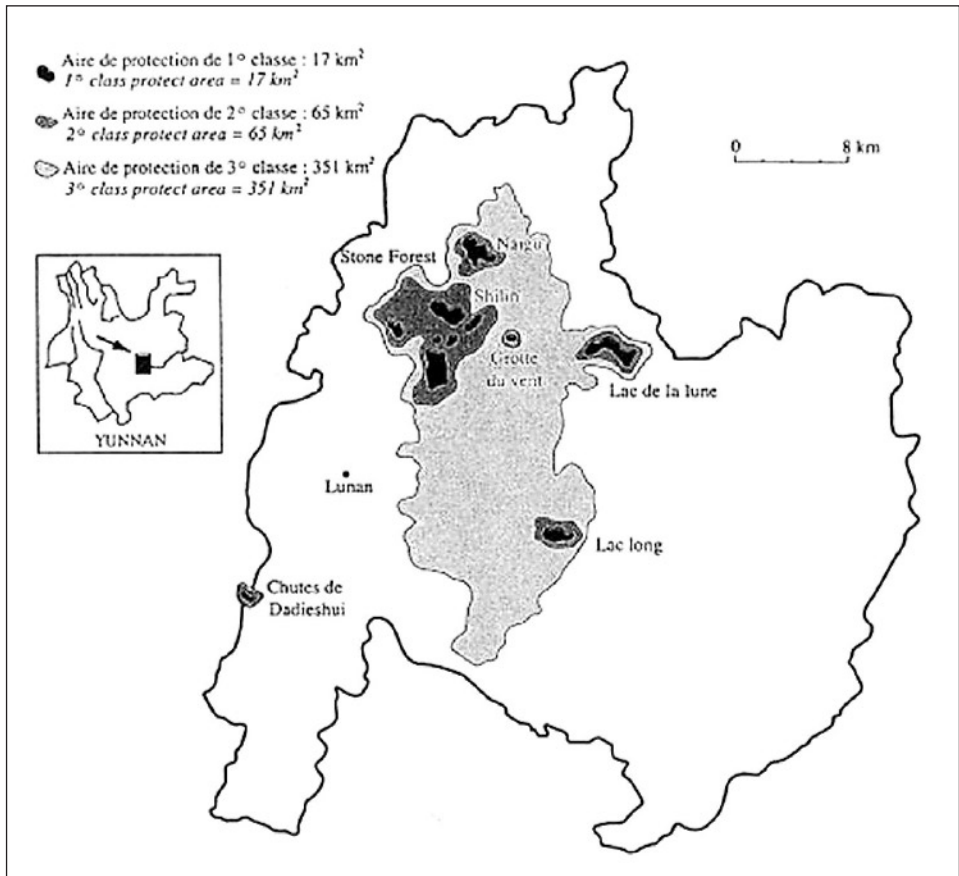 Aire de protection de 1° classe : 17 km²
1° class protect area = 17 km²
Aire de protection de 2° classe : 65 km²
2° class protect area = 65 km²
Aire de protection de 3° classe : 351 km²
3° class protect area = 351 km²
0 8 km
Naigu
Stone Forest
Shilin
Grotte
du vent
Lac de la lune
YUNNAN
Lunan
Lac long
Chutes de
Dadieshui